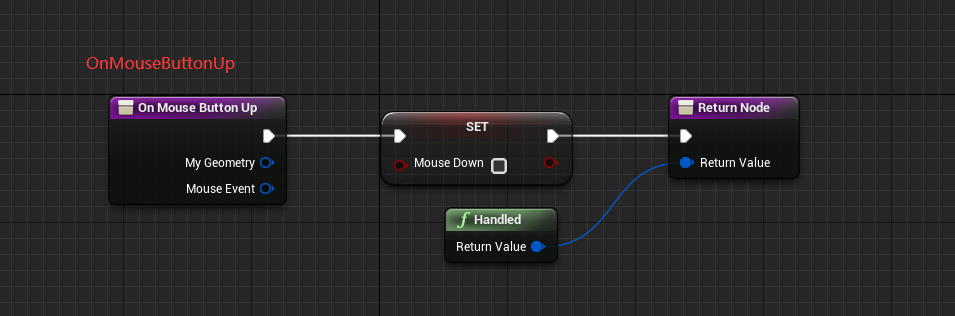 OnMouseButtonUp
On Mouse Button Up
My Geometry
Mouse Event
SET
Mouse Down
Return Node
Return Value
f Handled
Return Value